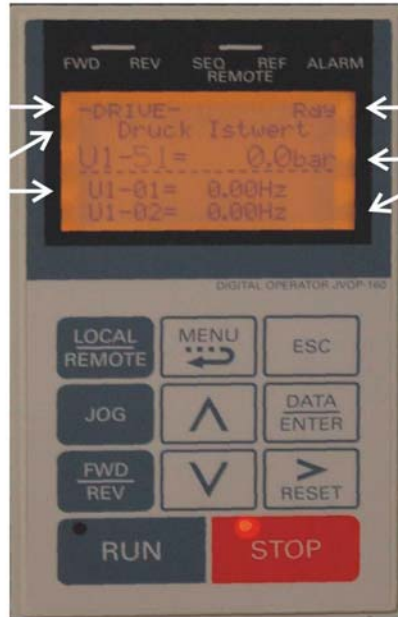 FWD REV SEQ REF ALARM
REMOTE
-DRIVE- Rdy
Druck Istwert
U1-51= 0.0bar
U1-01= 0.00Hz
U1-02= 0.00Hz
DIGITAL OPERATOR JVOP-160
LOCAL
REMOTE
MENU
ESC
JOG
DATA
ENTER
FWD
REV
RESET
RUN
STOP